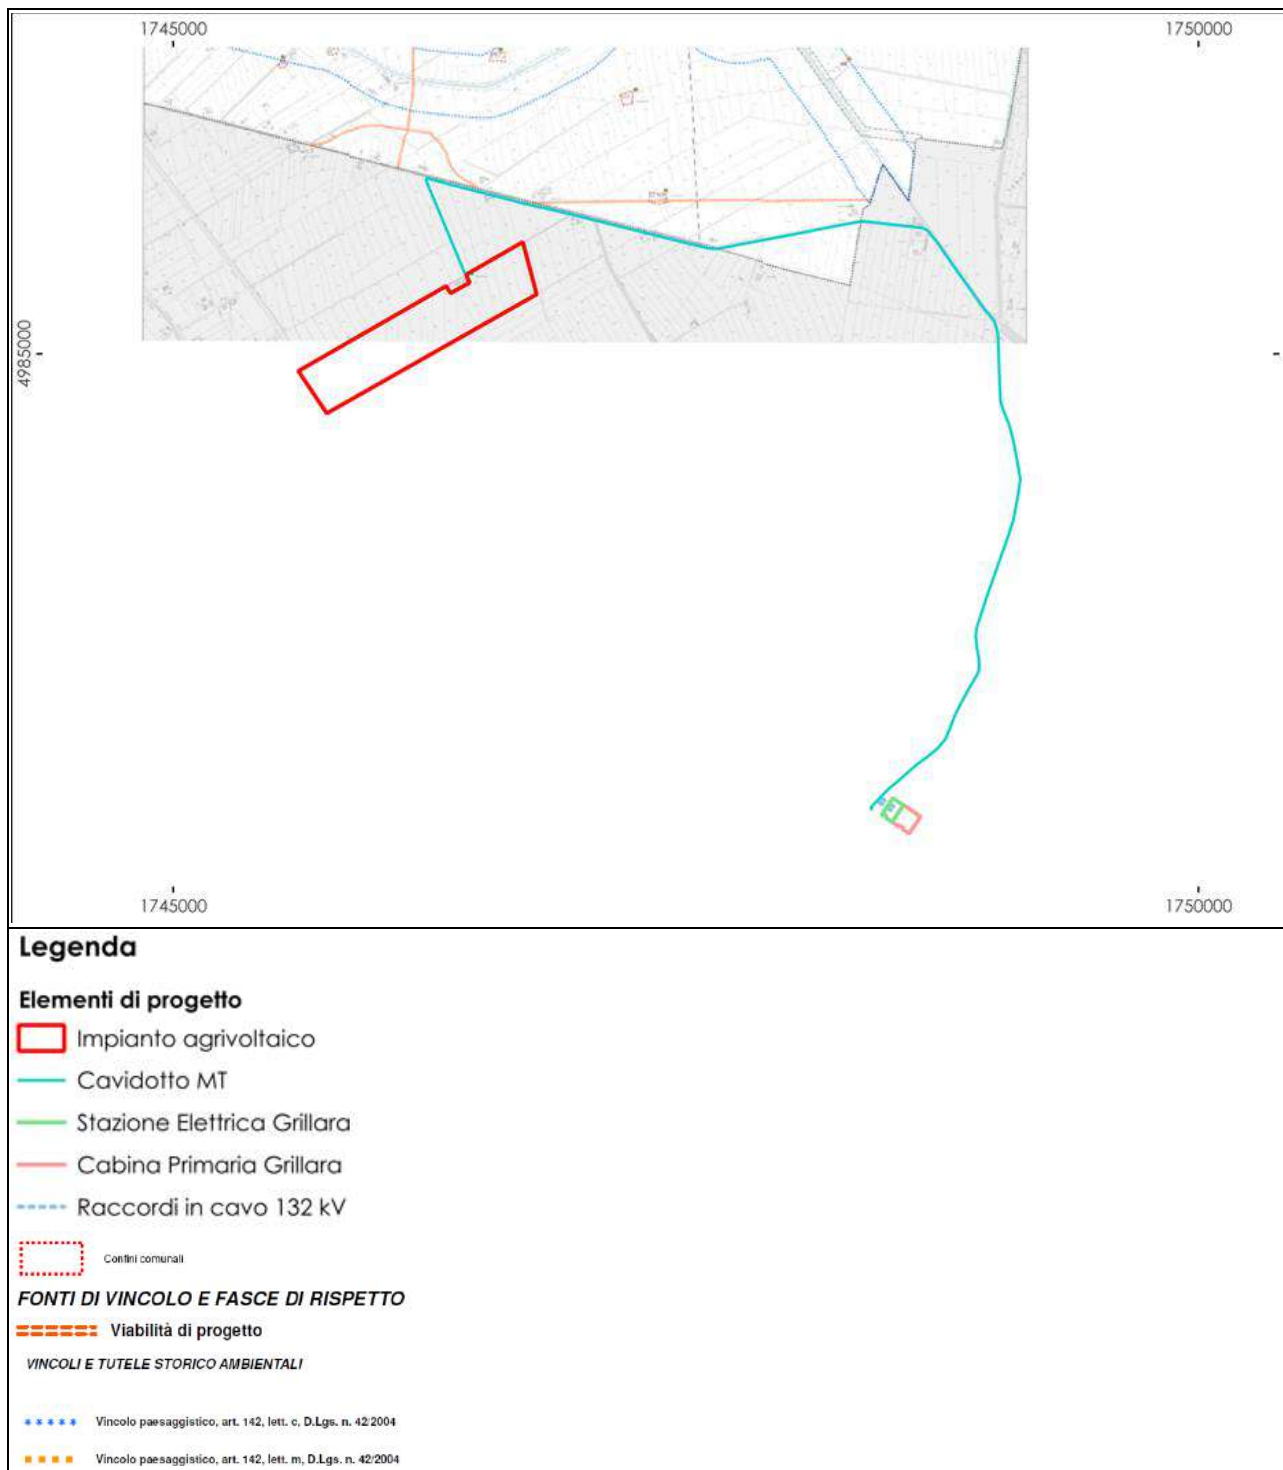 1745000 1750000
4985000
1745000 1750000
Legenda
Elementi di progetto
Impianto agrivoltaico
Cavidotto MT
Stazione Elettrica Grillara
Cabina Primaria Grillara
Raccordi in cavo 132 kV
Confini comunali
FONTI DI VINCOLO E FASCE DI RISPETTO
Viabilità di progetto
VINCOLI E TUTELE STORICO AMBIENTALI
Vincolo paesaggistico, art. 142, lett. c, D.Lgs. n. 42/2004
Vincolo paesaggistico, art. 142, lett. m, D.Lgs. n. 42/2004